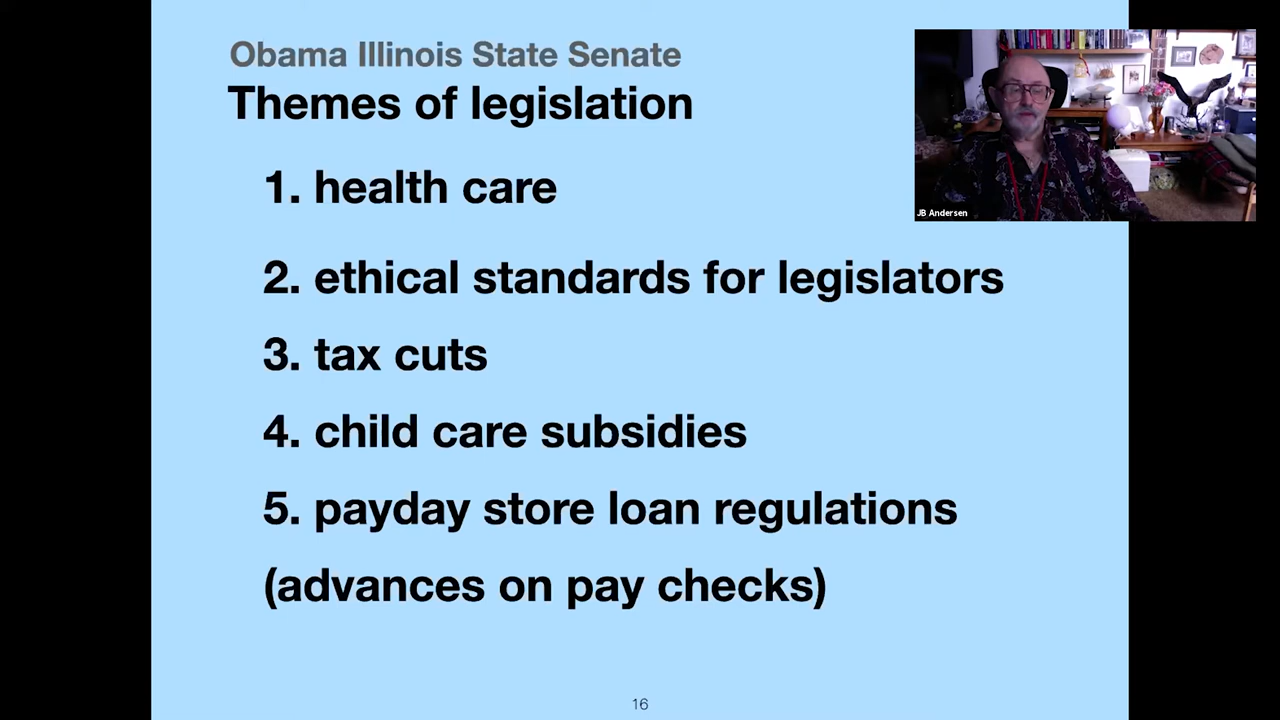 Obama Illinois State Senate
Themes of legislation
1. health care
2. ethical standards for legislators
3. tax cuts
4. child care subsidies
5. payday store loan regulations
(advances on pay checks)
16
JB Andersen